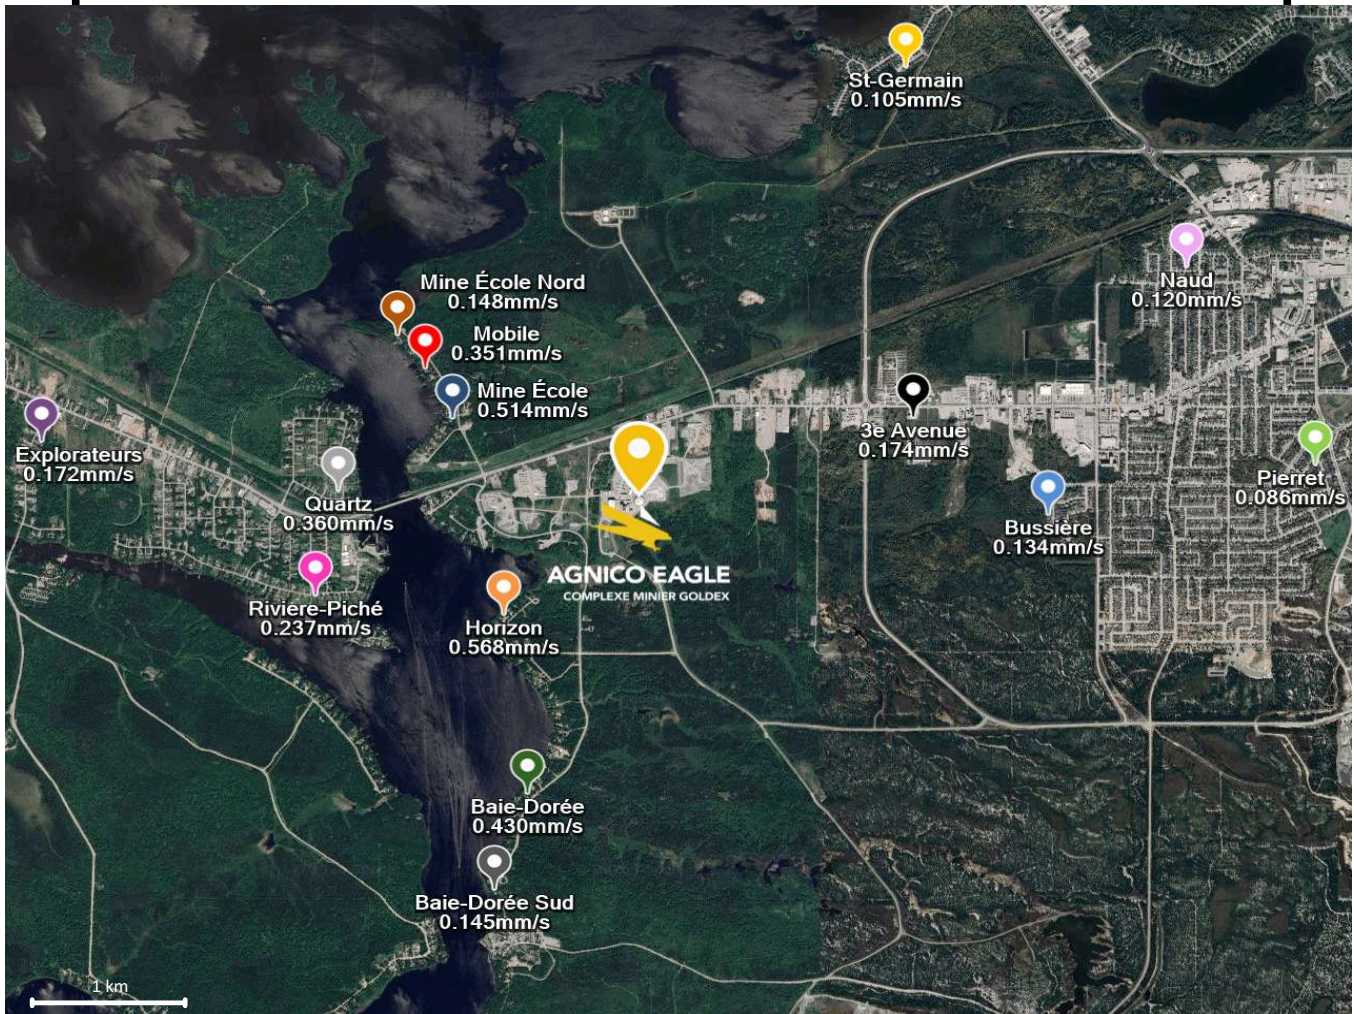 St-Germain
0.105mm/s
Naud
0.120mm/s
Mine École Nord
0.148mm/s
Mobile
0.351mm/s
Mine École
0.514mm/s
3e Avenue
0.174mm/s
Explorateurs
0.172mm/s
Pierret
0.086mm/s
Quartz
0.360mm/s
Bussière
0.134mm/s
AGNICO EAGLE
COMPLEXE MINIER GOLDEX
Riviere-Piché
0.237mm/s
Horizon
0.568mm/s
Baie-Dorée
0.430mm/s
Baie-Dorée Sud
0.145mm/s
1 km